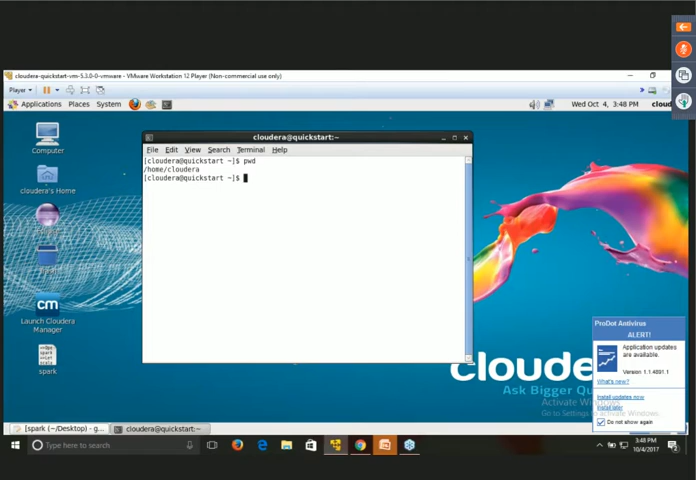 cloudera-quickstart-vm-5.3.0-0-vmware - VMware Workstation 12 Player (Non-commercial use only)
Player
Applications Places System
Wed Oct 4, 3:48 PM cloud
Computer
cloudera's Home
Launch Cloudera
Manager
spark
cloudera@quickstart:~
File Edit View Search Terminal Help
[cloudera@quickstart ~]$ pwd
/home/cloudera
[cloudera@quickstart ~]$
cm
cloude
Ask Bigger Qu
Activate Windows
Go to Settings to activate Windows.
ProDot Antivirus
ALERT!
Application updates
are available.
Version: 1.1.4891.1
What's new?
Install updates now
Install later
Do not show again
[spark (~/Desktop) - g...
cloudera@quickstart:~
Type here to search
3:48 PM
10/4/2017